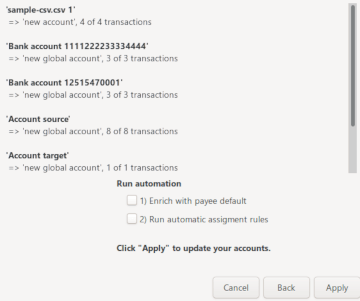 'sample-csv.csv 1'
=> 'new account', 4 of 4 transactions
'Bank account 1111222233334444'
=> 'new global account', 3 of 3 transactions
'Bank account 12515470001'
=> 'new global account', 3 of 3 transactions
'Account source'
=> 'new global account', 8 of 8 transactions
'Account target'
=> 'new global account', 1 of 1 transactions
Run automation
1) Enrich with payee default
2) Run automatic assigment rules
Click "Apply" to update your accounts.
Cancel Back Apply